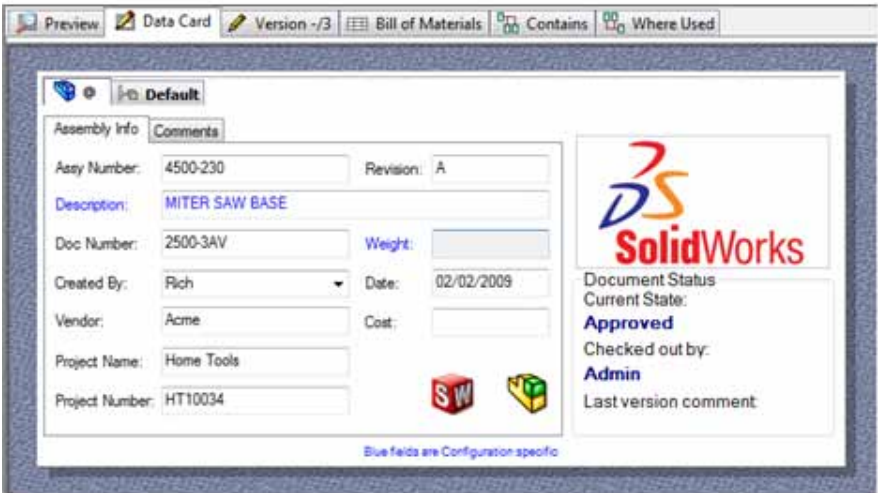 Preview Data Card Version -/3 Bill of Materials Contains Where Used
@ Default
Assembly Info Comments
Assy Number: 4500-230 Revision: A
Description: MITER SAW BASE
Doc Number: 2500-3AV Weight:
Created By: Rich Date: 02/02/2009
Vendor: Acme Cost:
Project Name: Home Tools
Project Number: HT10034
SW
Blue fields are Configuration specific
DS
SolidWorks
Document Status
Current State:
Approved
Checked out by:
Admin
Last version comment: